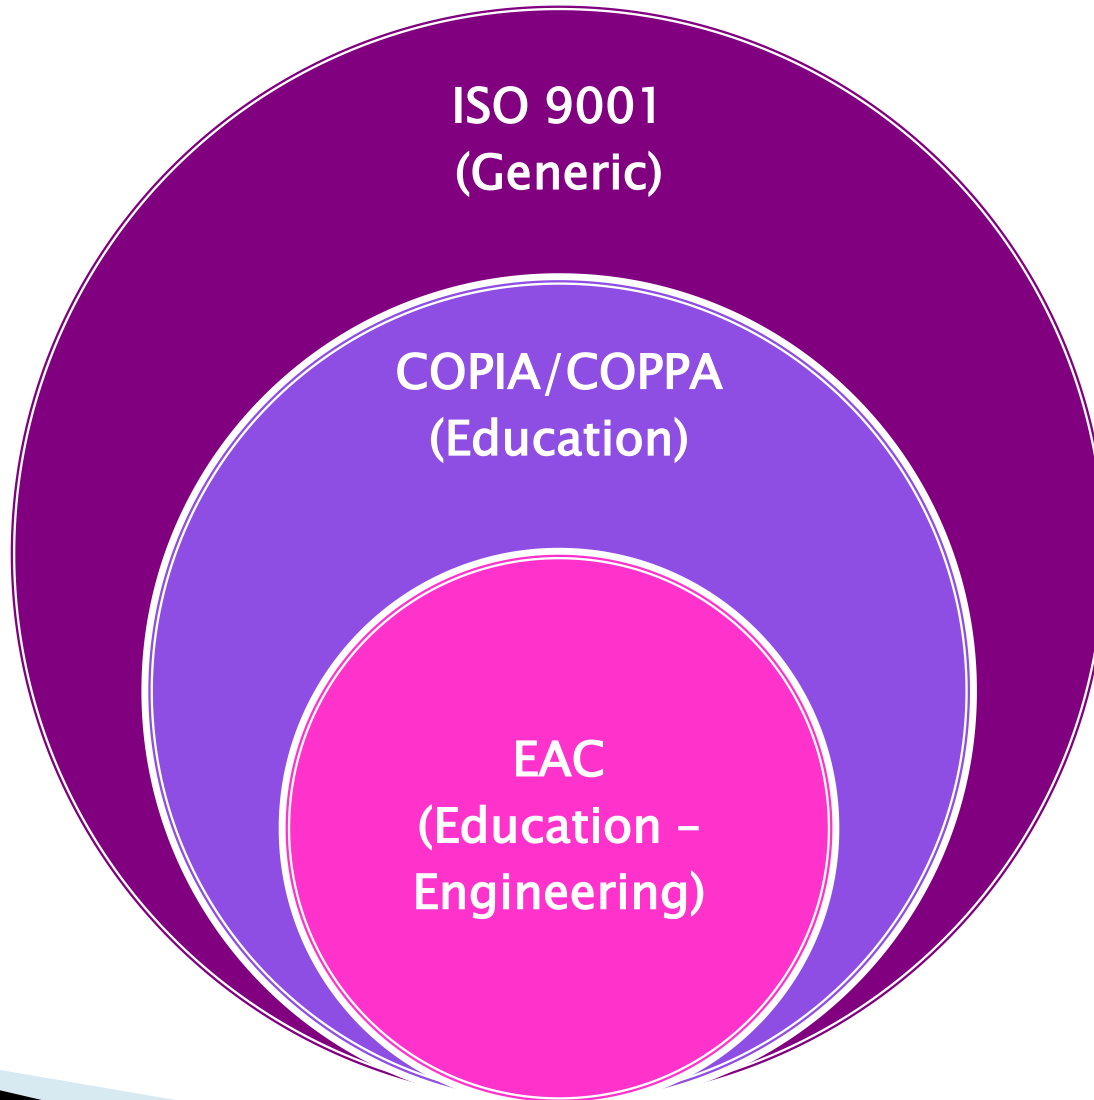 ISO 9001
(Generic)
COPIA/COPPA
(Education)
EAC
(Education –
Engineering)